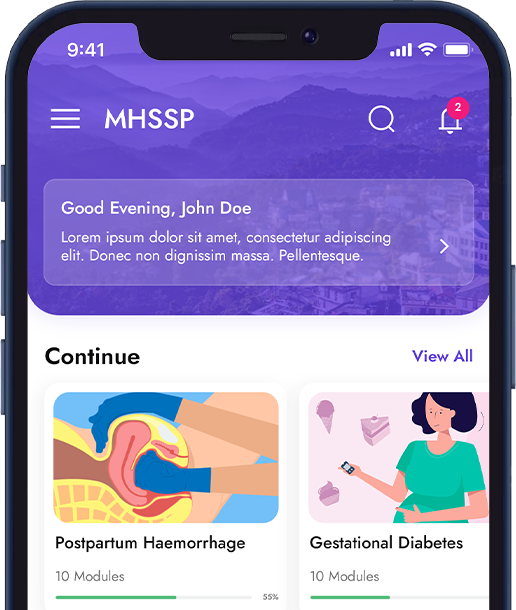 9:41
MHSSP
2
Good Evening, John Doe
Lorem ipsum dolor sit amet, consectetur adipiscing
elit. Donec non dignissim massa. Pellentesque.
Continue
View All
Postpartum Haemorrhage
Gestational Diabetes
10 Modules
10 Modules
55%